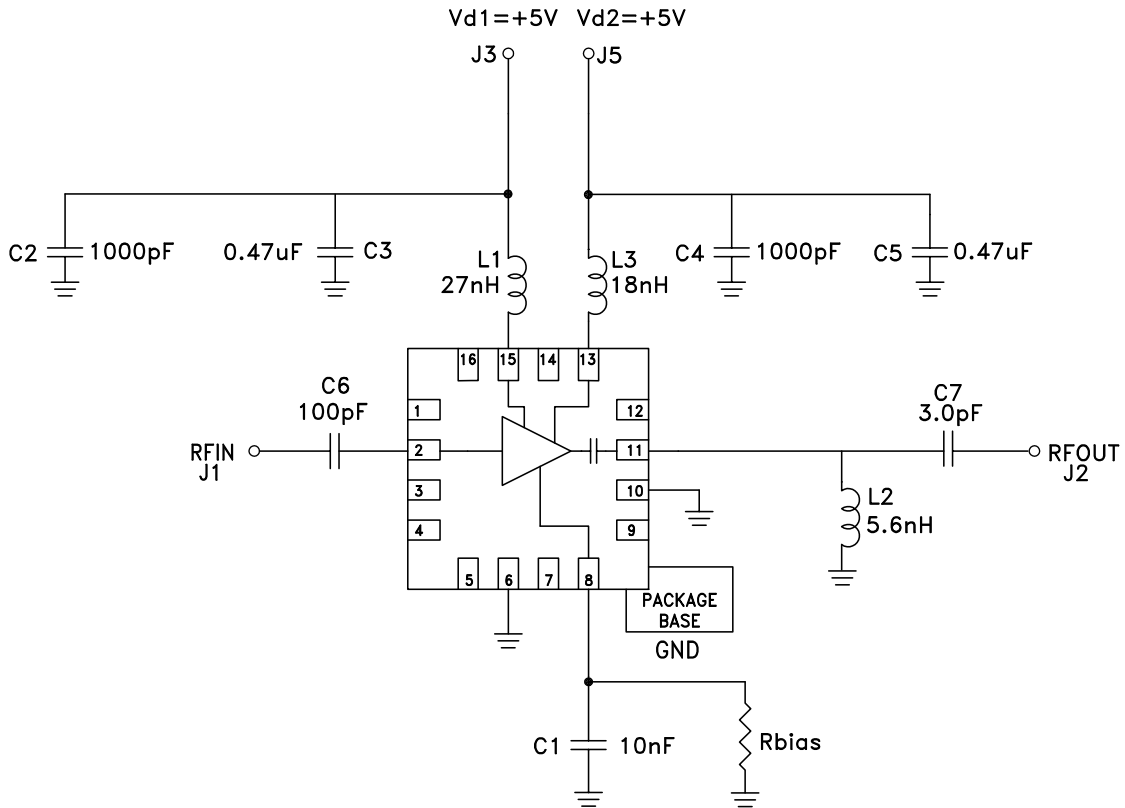 Vd1=+5V Vd2=+5V
J3 J5
C2 1000pF 0.47uF C3
L1
27nH
L3
18nH
C4 1000pF C5 0.47uF
16 15 14 13
C6
100pF
RFIN
J1
1
2
3
4
12
11
10
9
5 6 7 8
C7
3.0pF
RFOUT
J2
L2
5.6nH
PACKAGE
BASE
GND
C1 10nF
Rbias